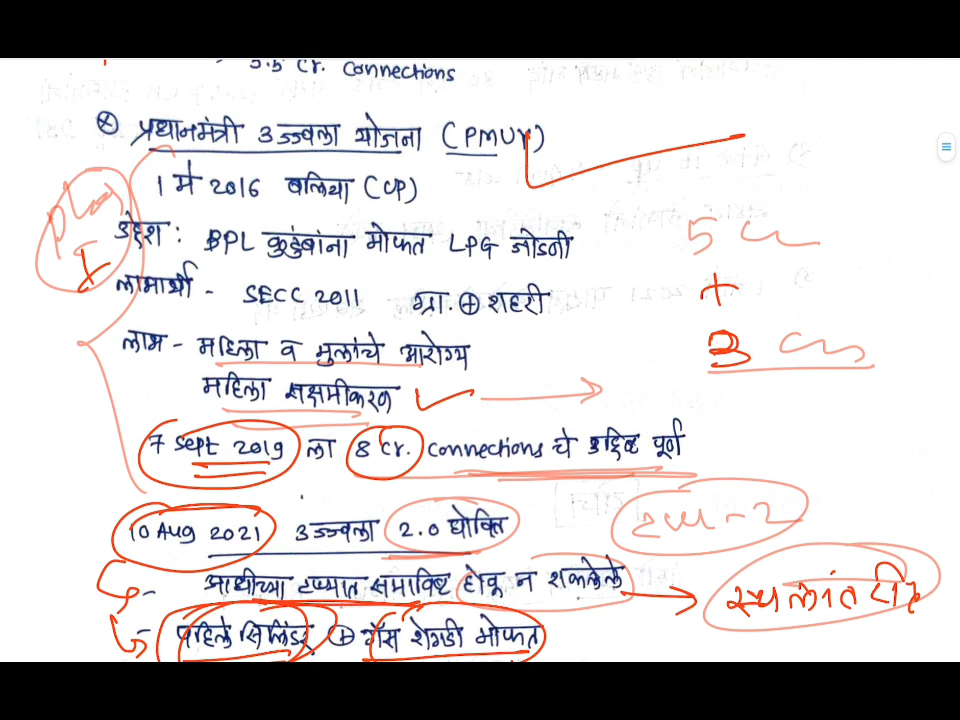 5.5 Cr. Connections
⊗ प्रधानमंत्री उज्ज्वला योजना (PMUY)
1 मे 2016 बलिया (UP)
Phase I
उद्देश : BPL कुटुंबांना मोफत LPG जोडनी
5 Cr
लाभार्थी - SECC 2011 ग्रा. ⊕ शहरी
+
लाभ - महिला व मुलांचे आरोग्य
3 Cr
महिला सक्षमीकरण
7 Sept 2019 ला 8 Cr. connections चे उद्दिष्ट पूर्ण
10 Aug 2021 उज्ज्वला 2.0 घोषित
टप्पा - 2
- आधीच्या टप्प्यात समाविष्ट होवू न शकलेले → स्थलांतरीत
- पहिले सिलिंडर ⊕ गॅस शेगडी मोफत